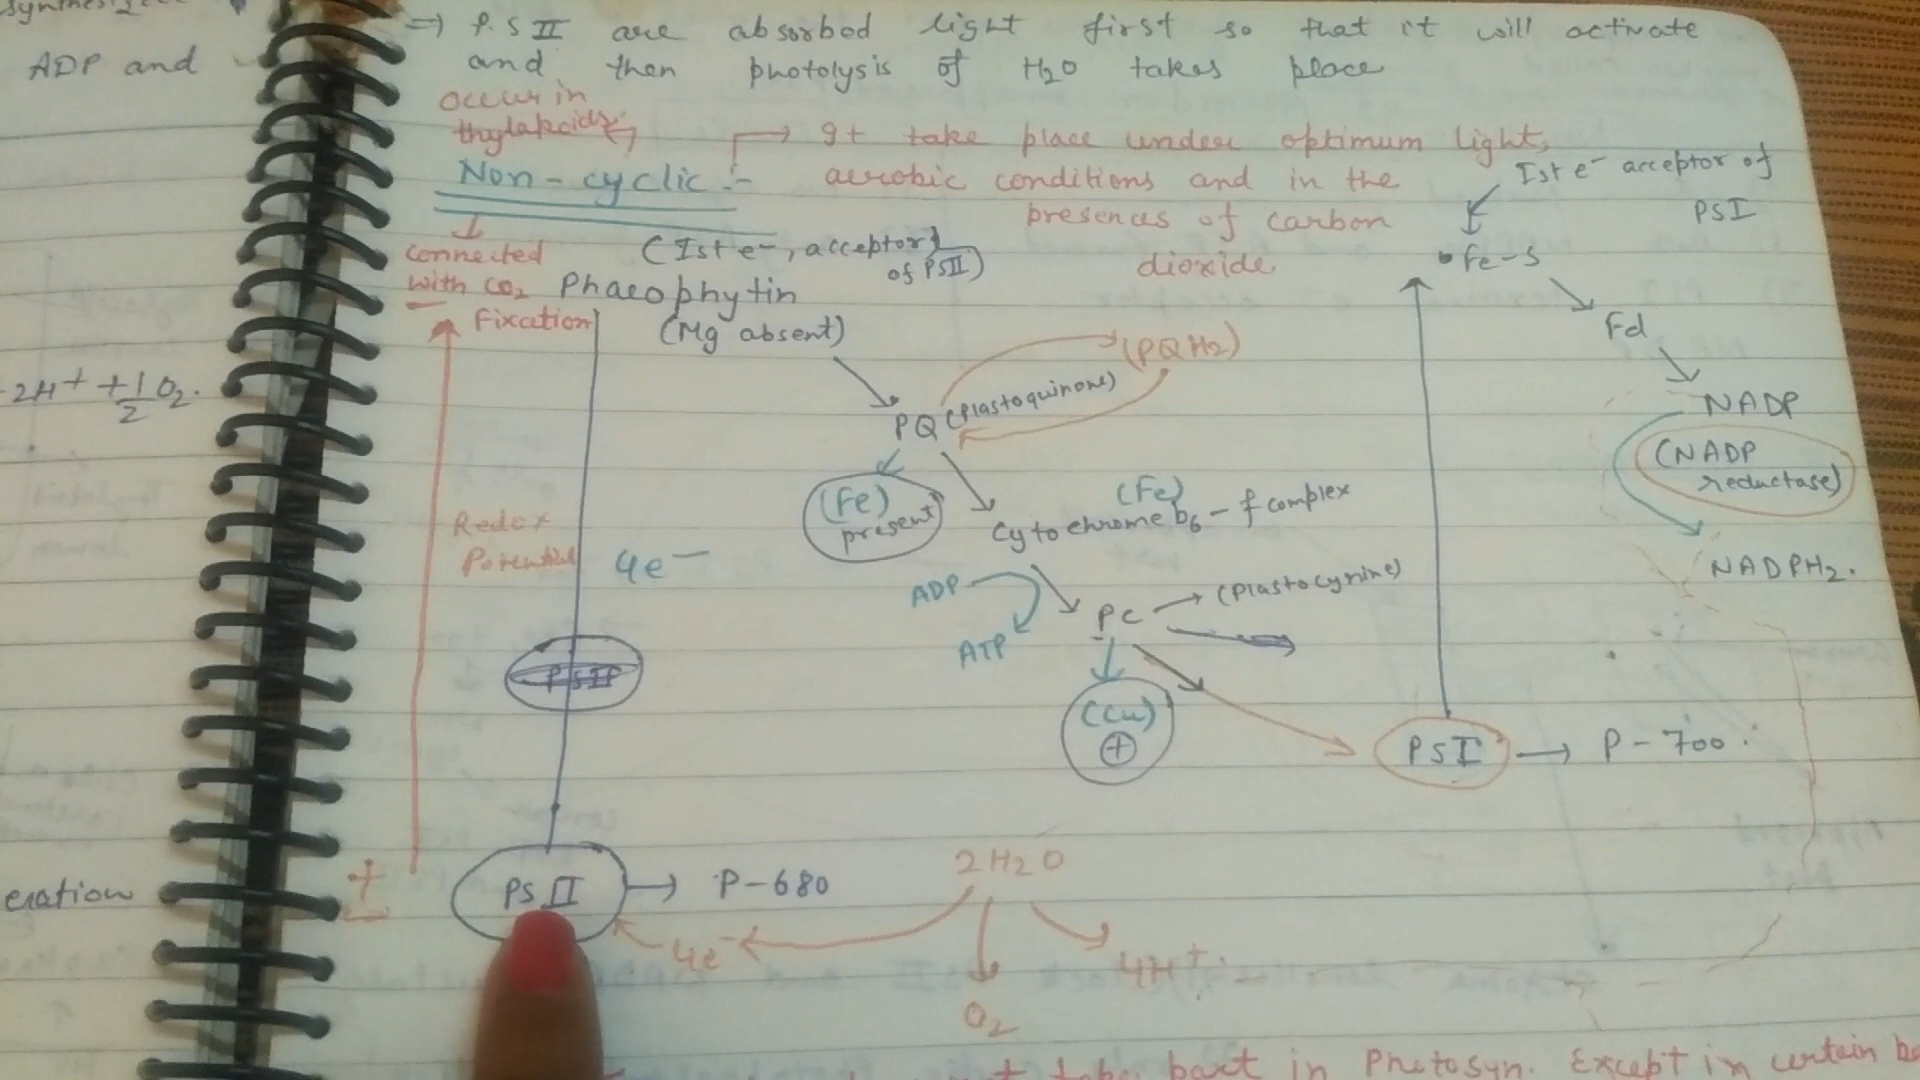 ADP and
2H+ + 1/2 O2.
eration
⇒ P.S II are absorbed light first so that it will activate
and then photolysis of H2O takes place
occur in
thylakoids
Non-cyclic :-
→ It take place under optimum light,
aerobic conditions and in the
presences of carbon
dioxide
connected
with CO2
Fixation
(Ist e-, acceptor
of PSII)
Phaeophytin
(Mg absent)
Ist e- acceptor of
PSI
Fe-S
Fd
NADP
(NADP
reductase)
NADPH2.
(PQH2)
PQ (Plastoquinone)
(Fe)
present
(Fe)
Cytochrome b6-f complex
Redox
Potential
4e-
ADP
ATP
PC → (Plastocynine)
(Cu)
+
PSII
PSI → P-700.
+
PS II → P-680
2H2O
4e-
4H+.
O2
take part in Photosyn. Except in certain